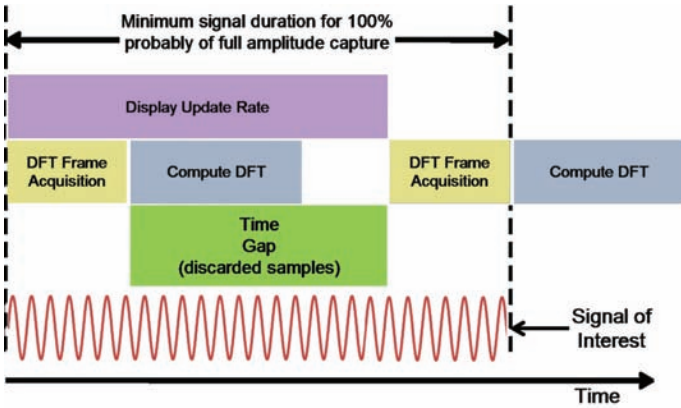 Minimum signal duration for 100%
probably of full amplitude capture
Display Update Rate
DFT Frame
Acquisition
Compute DFT
DFT Frame
Acquisition
Compute DFT
Time
Gap
(discarded samples)
Signal of
Interest
Time